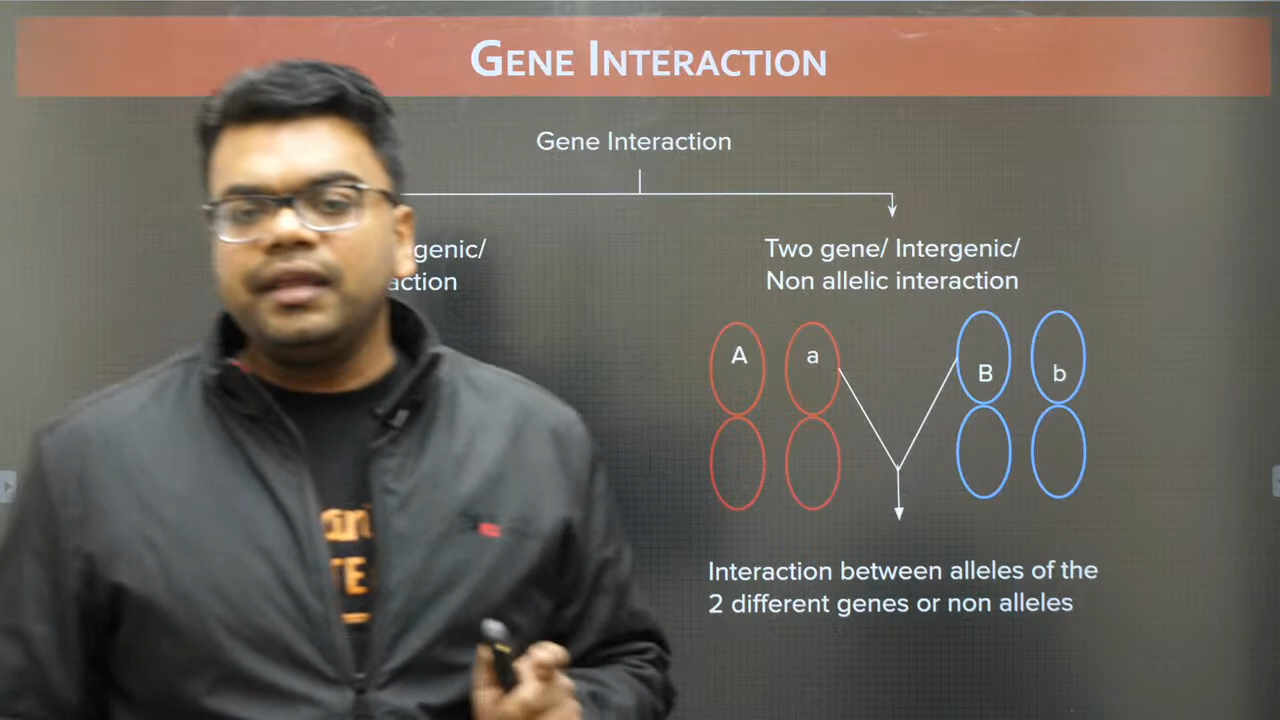 GENE INTERACTION
Gene Interaction
genic/
action
Two gene/ Intergenic/
Non allelic interaction
A a B b
Interaction between alleles of the
2 different genes or non alleles